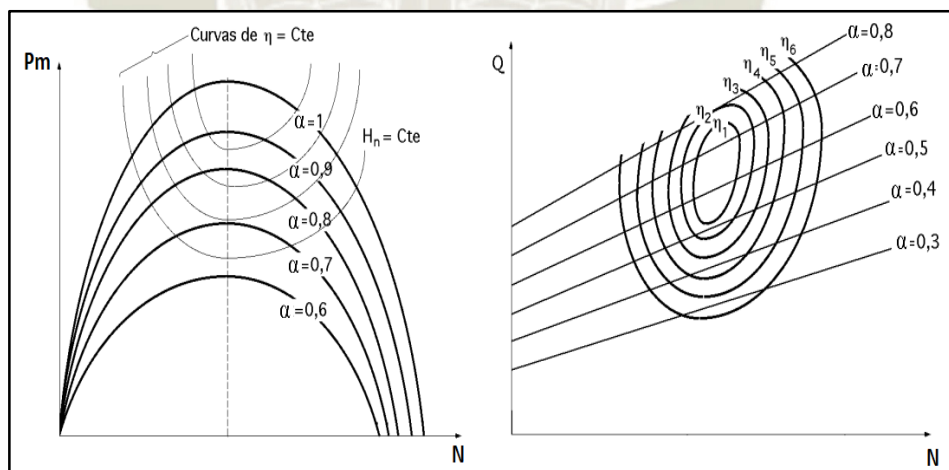 Curvas de η = Cte
Pm
α=1
Hn = Cte
α=0,9
α=0,8
α=0,7
α=0,6
N
Q
η6
η5
η4
η3
η2
η1
α=0,8
α=0,7
α=0,6
α=0,5
α=0,4
α=0,3
N